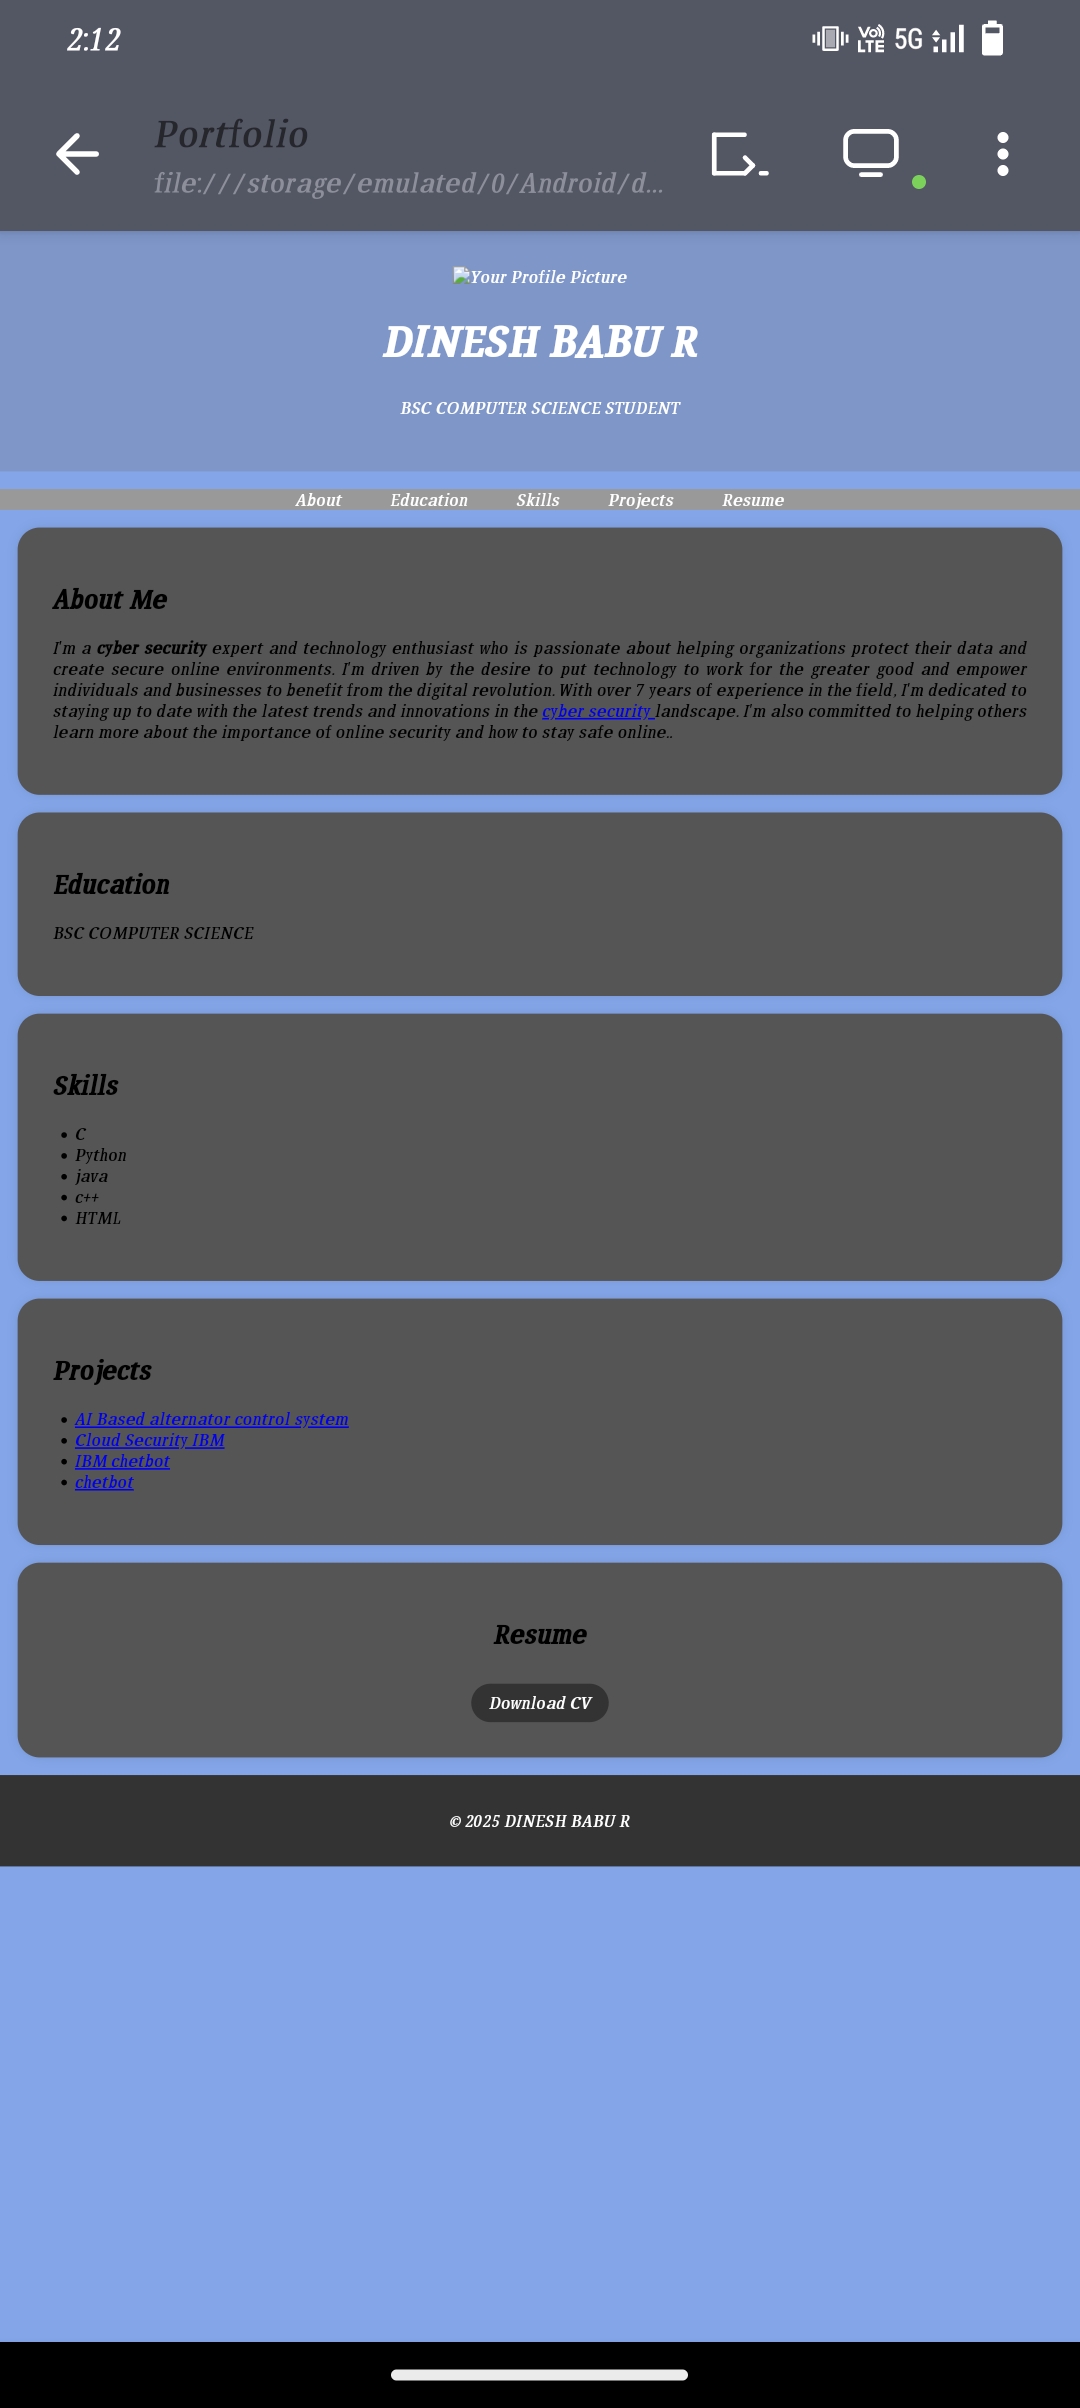 2:12
Vo LTE 5G
Portfolio
file:///storage/emulated/0/Android/d...
Your Profile Picture
DINESH BABU R
BSC COMPUTER SCIENCE STUDENT
About Education Skills Projects Resume
About Me
I'm a cyber security expert and technology enthusiast who is passionate about helping organizations protect their data and
create secure online environments. I'm driven by the desire to put technology to work for the greater good and empower
individuals and businesses to benefit from the digital revolution. With over 7 years of experience in the field, I'm dedicated to
staying up to date with the latest trends and innovations in the cyber security landscape. I'm also committed to helping others
learn more about the importance of online security and how to stay safe online..
Education
BSC COMPUTER SCIENCE
Skills
• C
• Python
• java
• c++
• HTML
Projects
• AI Based alternator control system
• Cloud Security IBM
• IBM chetbot
• chetbot
Resume
Download CV
© 2025 DINESH BABU R